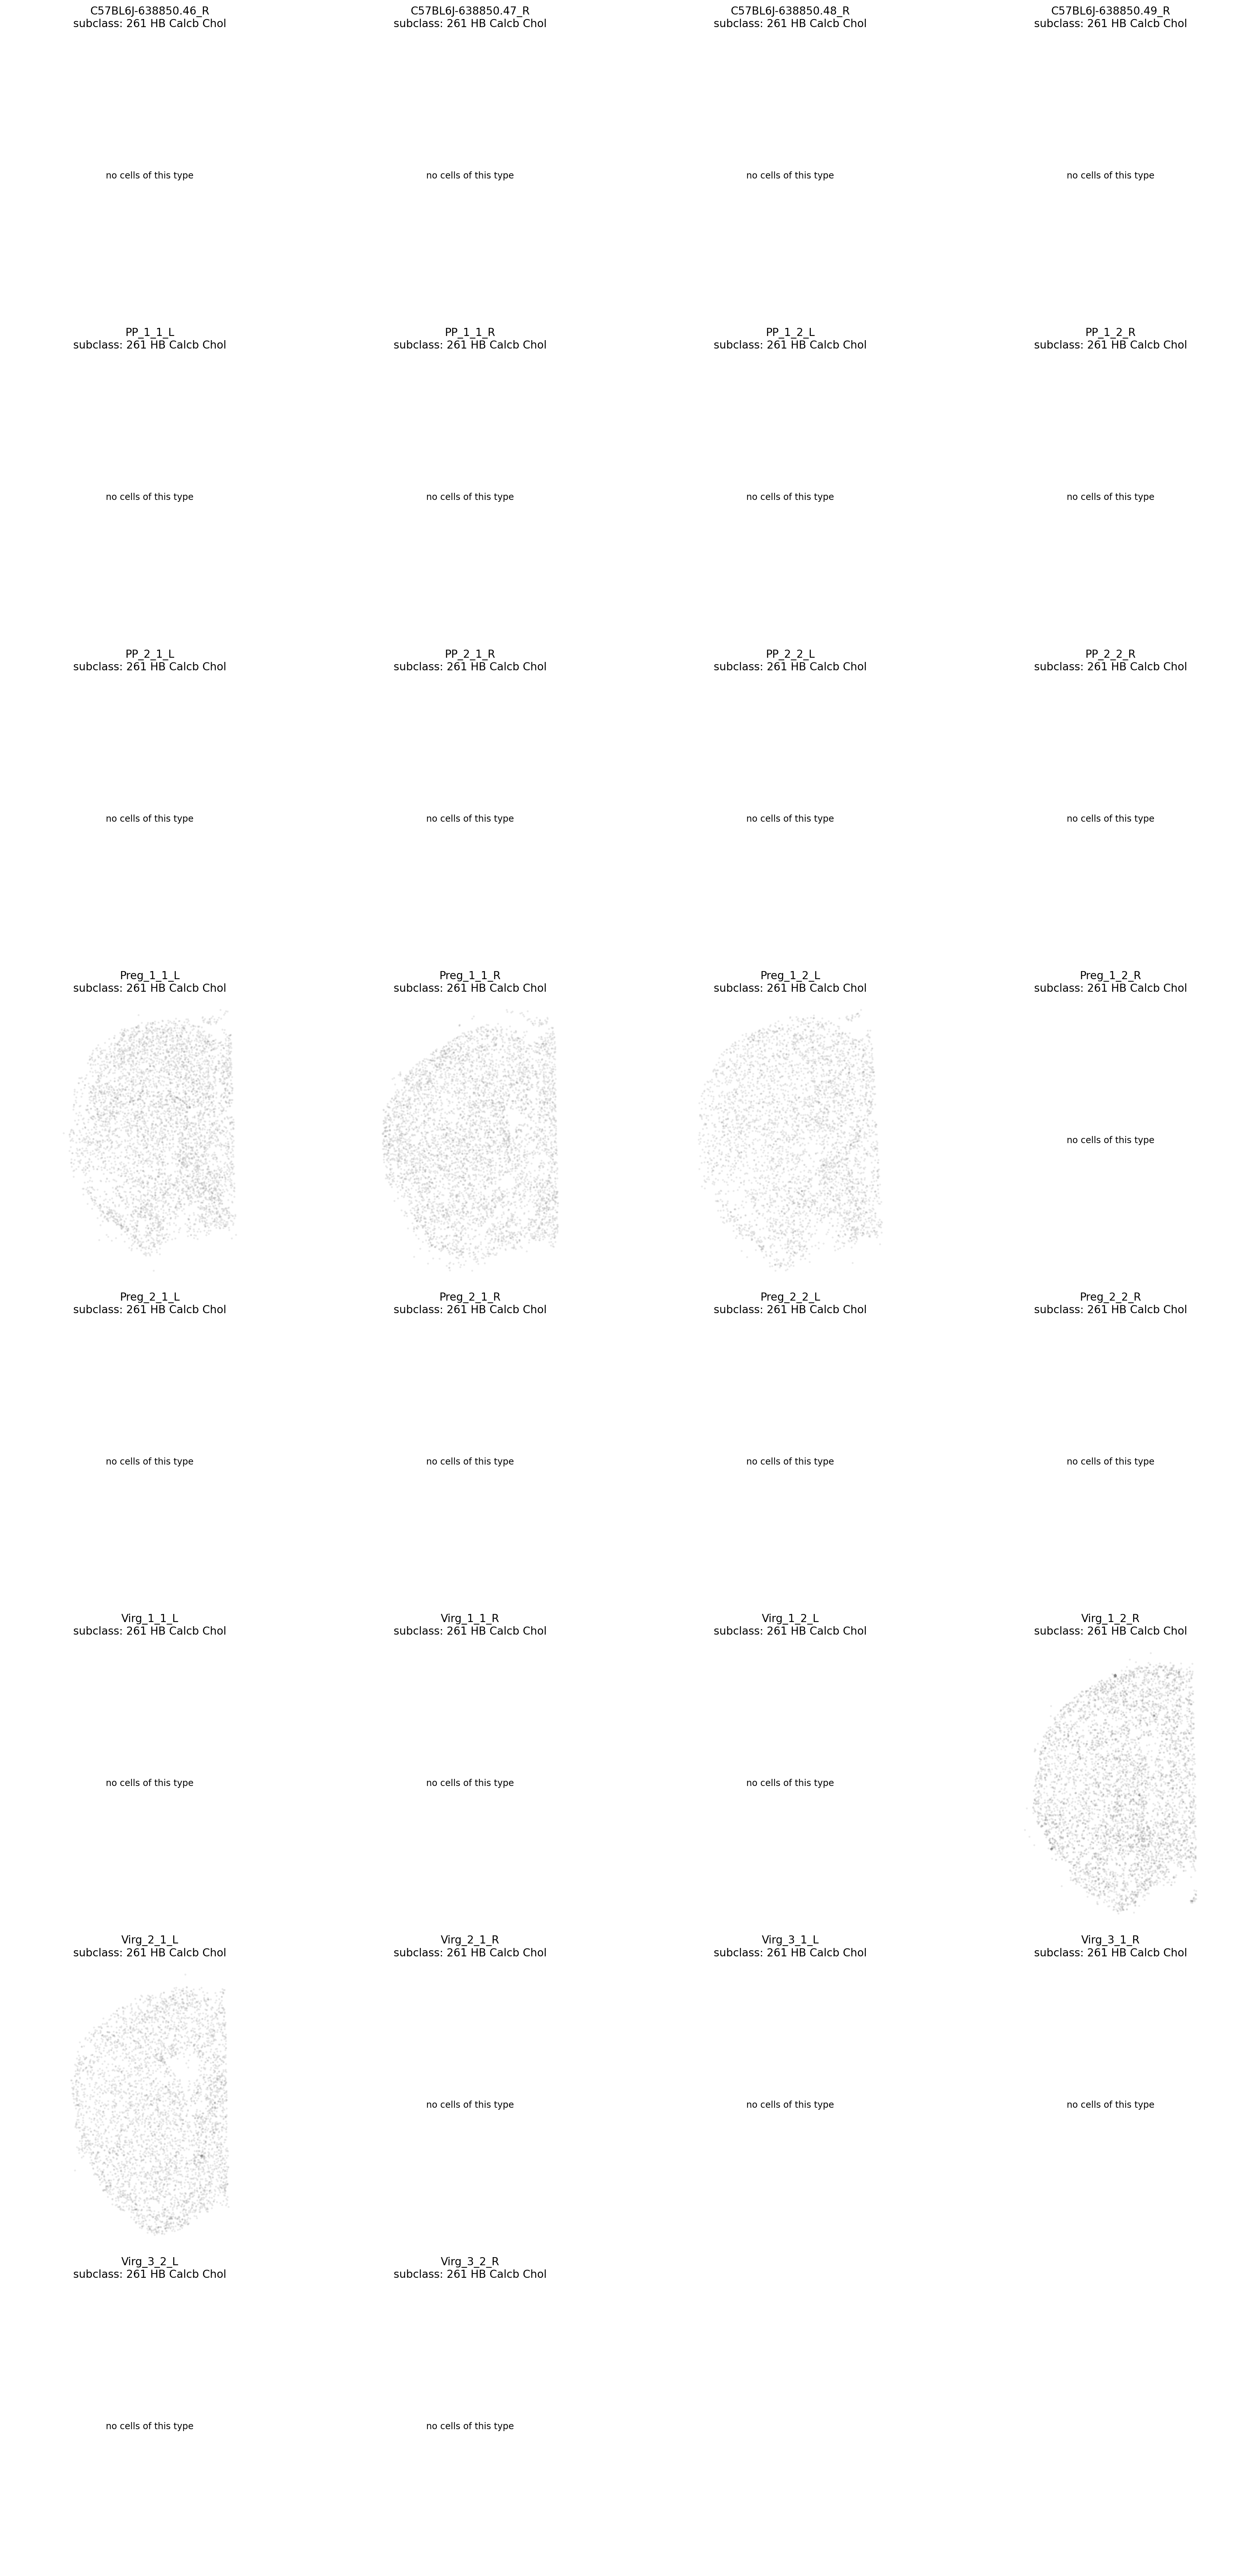 C57BL6J-638850.46_R
subclass: 261 HB Calcb Chol
C57BL6J-638850.47_R
subclass: 261 HB Calcb Chol
C57BL6J-638850.48_R
subclass: 261 HB Calcb Chol
C57BL6J-638850.49_R
subclass: 261 HB Calcb Chol
no cells of this type
no cells of this type
no cells of this type
no cells of this type
PP_1_1_L
subclass: 261 HB Calcb Chol
PP_1_1_R
subclass: 261 HB Calcb Chol
PP_1_2_L
subclass: 261 HB Calcb Chol
PP_1_2_R
subclass: 261 HB Calcb Chol
no cells of this type
no cells of this type
no cells of this type
no cells of this type
PP_2_1_L
subclass: 261 HB Calcb Chol
PP_2_1_R
subclass: 261 HB Calcb Chol
PP_2_2_L
subclass: 261 HB Calcb Chol
PP_2_2_R
subclass: 261 HB Calcb Chol
no cells of this type
no cells of this type
no cells of this type
no cells of this type
Preg_1_1_L
subclass: 261 HB Calcb Chol
Preg_1_1_R
subclass: 261 HB Calcb Chol
Preg_1_2_L
subclass: 261 HB Calcb Chol
Preg_1_2_R
subclass: 261 HB Calcb Chol
no cells of this type
Preg_2_1_L
subclass: 261 HB Calcb Chol
Preg_2_1_R
subclass: 261 HB Calcb Chol
Preg_2_2_L
subclass: 261 HB Calcb Chol
Preg_2_2_R
subclass: 261 HB Calcb Chol
no cells of this type
no cells of this type
no cells of this type
no cells of this type
Virg_1_1_L
subclass: 261 HB Calcb Chol
Virg_1_1_R
subclass: 261 HB Calcb Chol
Virg_1_2_L
subclass: 261 HB Calcb Chol
Virg_1_2_R
subclass: 261 HB Calcb Chol
no cells of this type
no cells of this type
no cells of this type
Virg_2_1_L
subclass: 261 HB Calcb Chol
Virg_2_1_R
subclass: 261 HB Calcb Chol
Virg_3_1_L
subclass: 261 HB Calcb Chol
Virg_3_1_R
subclass: 261 HB Calcb Chol
no cells of this type
no cells of this type
no cells of this type
Virg_3_2_L
subclass: 261 HB Calcb Chol
Virg_3_2_R
subclass: 261 HB Calcb Chol
no cells of this type
no cells of this type